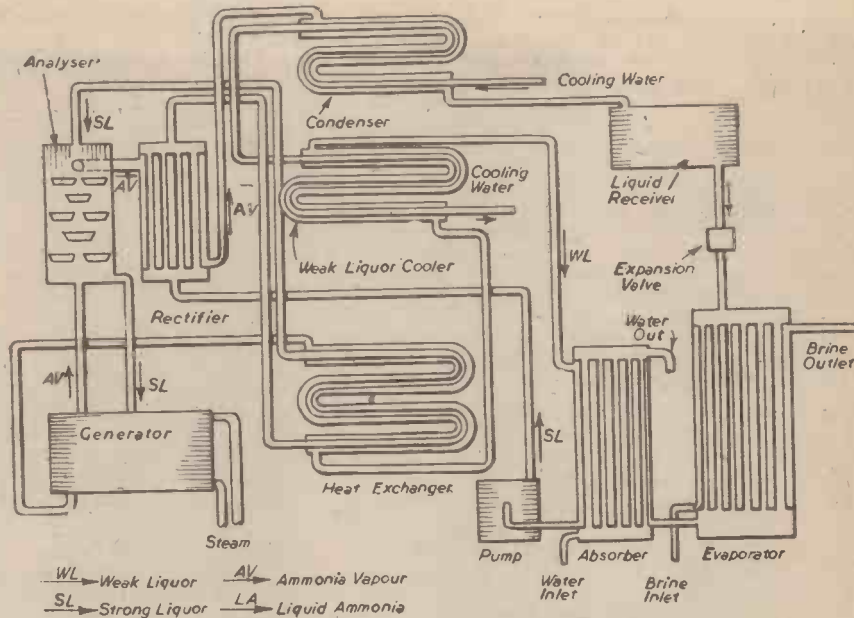 Analyser
SL
AV
AV
Condenser
Cooling Water
Liquid
Receiver
Cooling
Water
Weak Liquor Cooler
WL
Expansion
Valve
Rectifier
Water
Out
Brine
Outlet
AV
SL
Generator
SL
Heat Exchanger
Steam
Pump
Absorber
Evaporator
Water
Inlet
Brine
Inlet
WL Weak Liquor AV Ammonia Vapour
SL Strong Liquor LA Liquid Ammonia